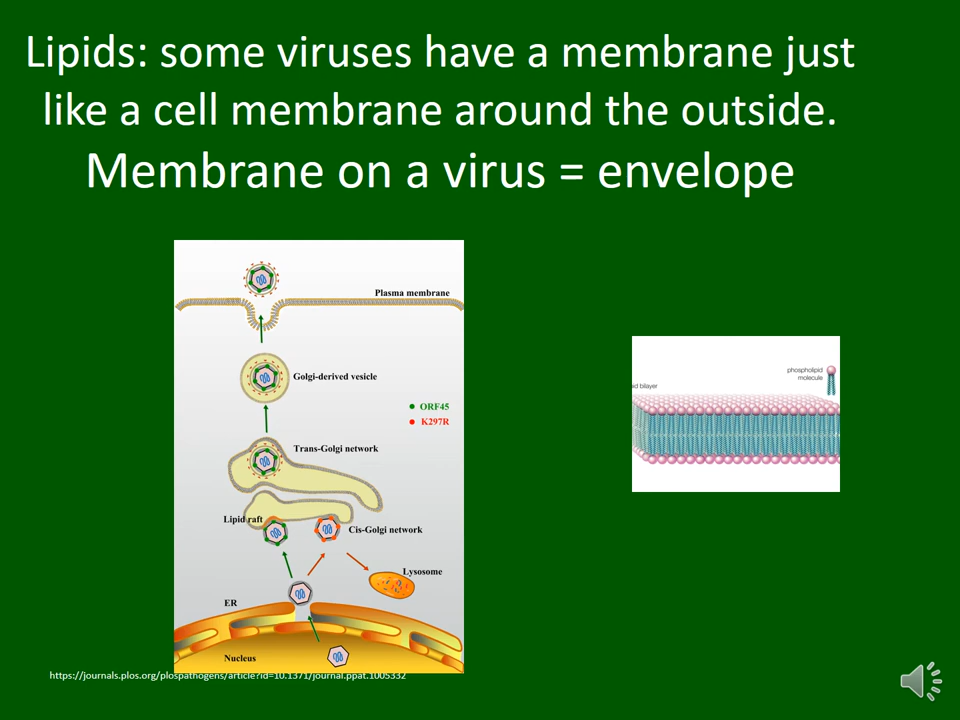 Lipids: some viruses have a membrane just
like a cell membrane around the outside.
Membrane on a virus = envelope
Plasma membrane
Golgi-derived vesicle
ORF45
K297R
Trans-Golgi network
Lipid raft
Cis-Golgi network
Lysosome
ER
Nucleus
phospholipid
molecule
id bilayer
https://journals.plos.org/plospathogens/article?id=10.1371/journal.ppat.1005332